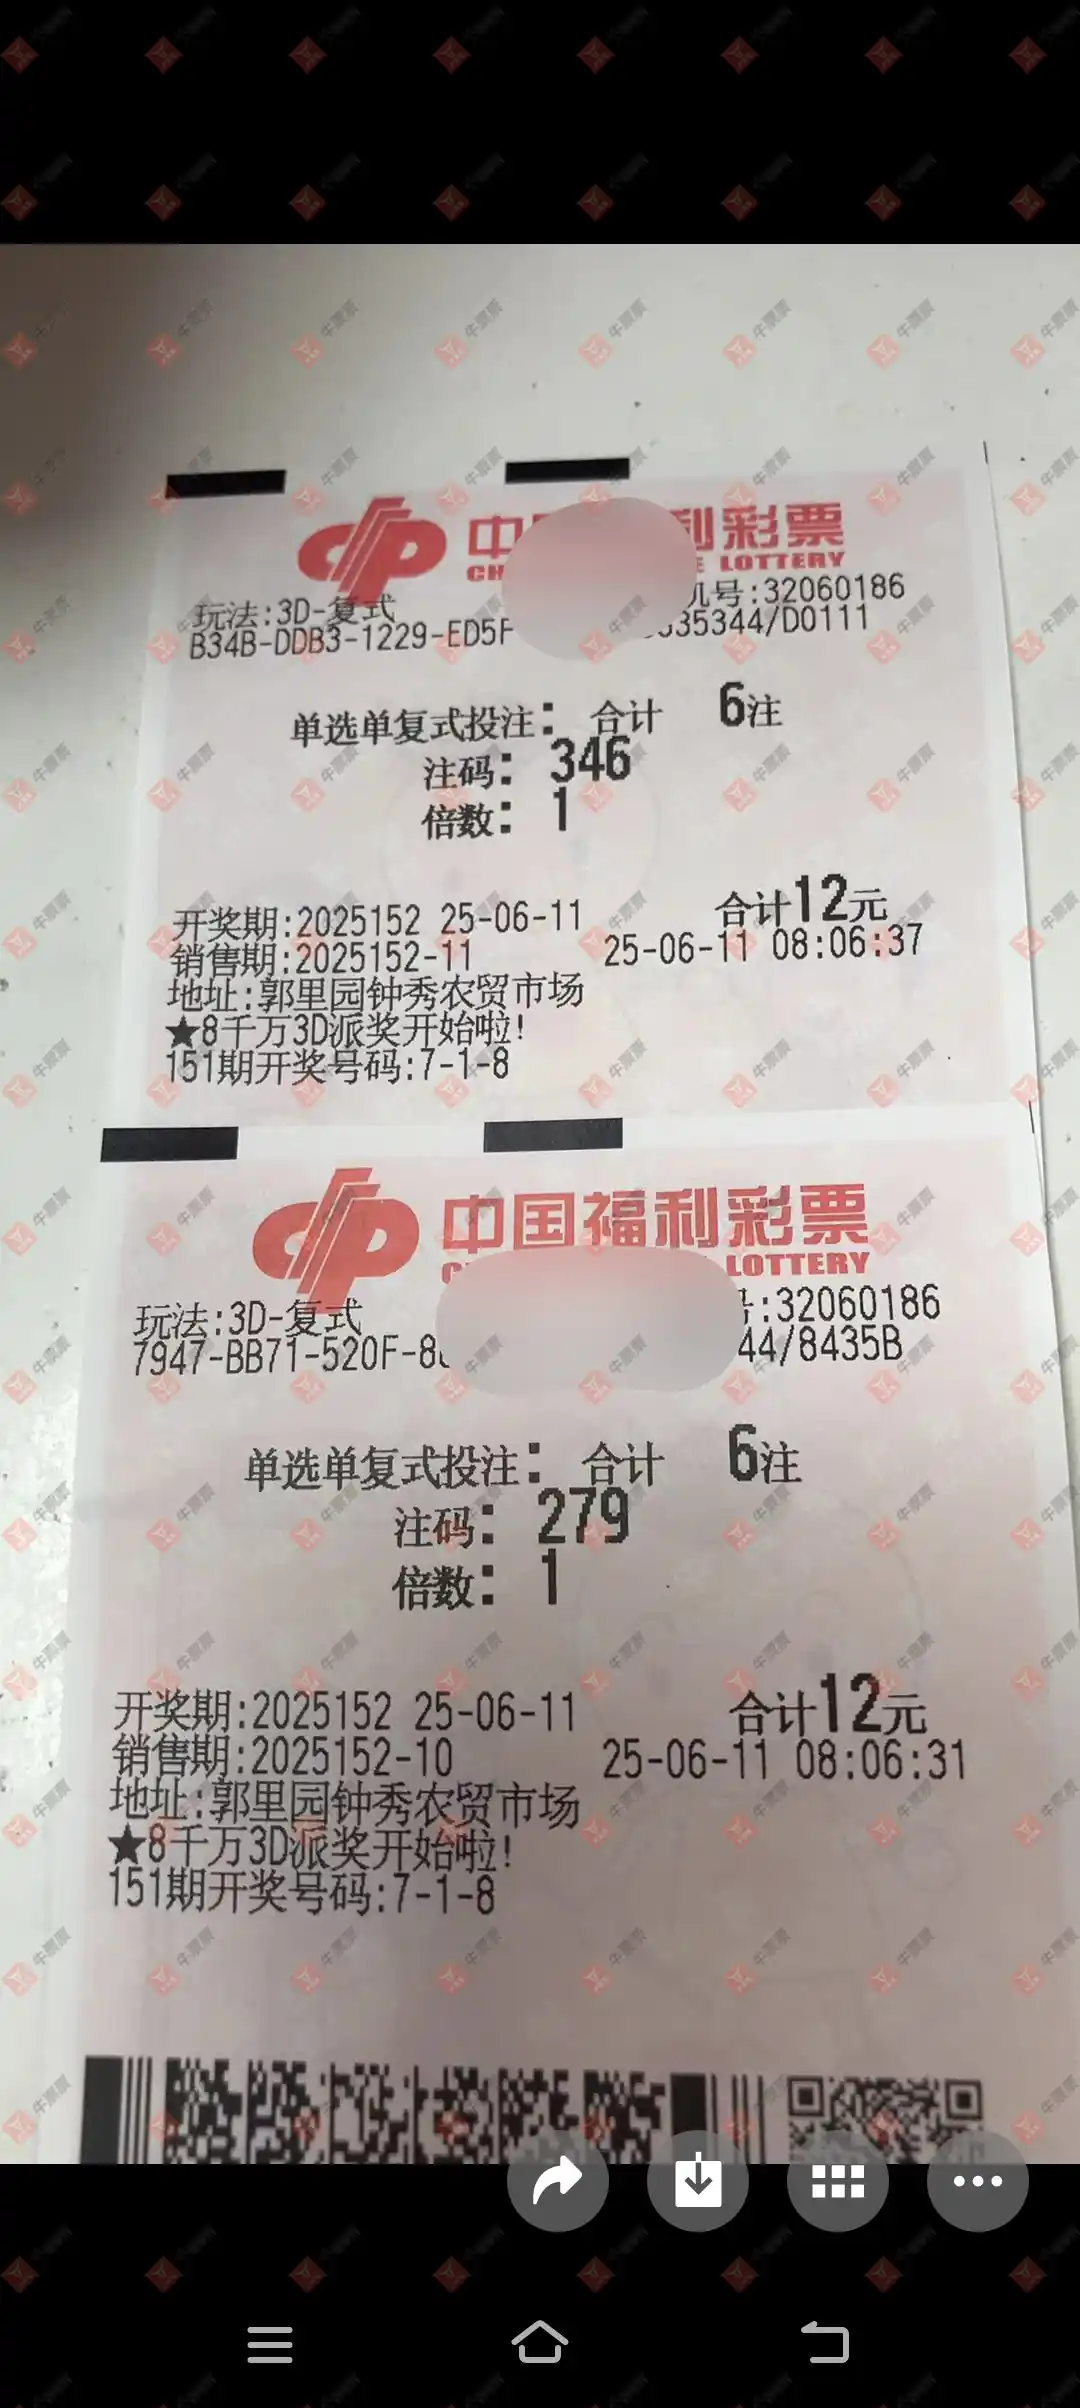 中 利彩票
CH E LOTTERY
玩法:3D-复式 机号:32060186
B34B-DDB3-1229-ED5F 35344/D0111
单选单复式投注: 合计 6注
注码: 346
倍数: 1
合计12元
开奖期:2025152 25-06-11
销售期:2025152-11 25-06-11 08:06:37
地址:郭里园钟秀农贸市场
★8千万3D派奖开始啦!
151期开奖号码:7-1-8
中国福利彩票
LOTTERY
玩法:3D-复式 :32060186
7947-BB71-520F-8 44/8435B
单选单复式投注: 合计 6注
注码: 279
倍数: 1
合计12元
开奖期:2025152 25-06-11
销售期:2025152-10 25-06-11 08:06:31
地址:郭里园钟秀农贸市场
★8千万3D派奖开始啦!
151期开奖号码:7-1-8
牛票票